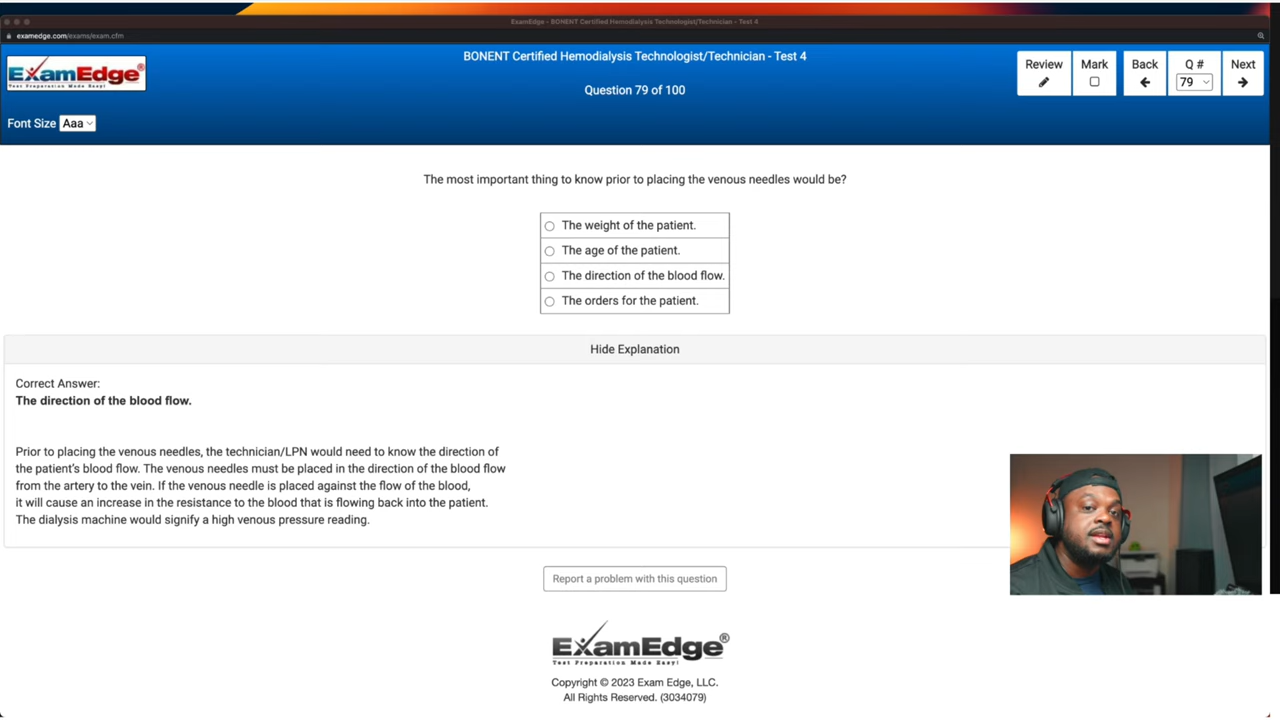 ExamEdge - BONENT Certified Hemodialysis Technologist/Technician - Test 4
examedge.com/exams/exam.cfm
ExamEdge®
Test Preparation Made Easy!
BONENT Certified Hemodialysis Technologist/Technician - Test 4
Question 79 of 100
Review
Mark
Back
Q #
79
Next
Font Size Aaa
The most important thing to know prior to placing the venous needles would be?
The weight of the patient.
The age of the patient.
The direction of the blood flow.
The orders for the patient.
Hide Explanation
Correct Answer:
The direction of the blood flow.
Prior to placing the venous needles, the technician/LPN would need to know the direction of
the patient's blood flow. The venous needles must be placed in the direction of the blood flow
from the artery to the vein. If the venous needle is placed against the flow of the blood,
it will cause an increase in the resistance to the blood that is flowing back into the patient.
The dialysis machine would signify a high venous pressure reading.
Report a problem with this question
ExamEdge®
Test Preparation Made Easy!
Copyright © 2023 Exam Edge, LLC.
All Rights Reserved. (3034079)